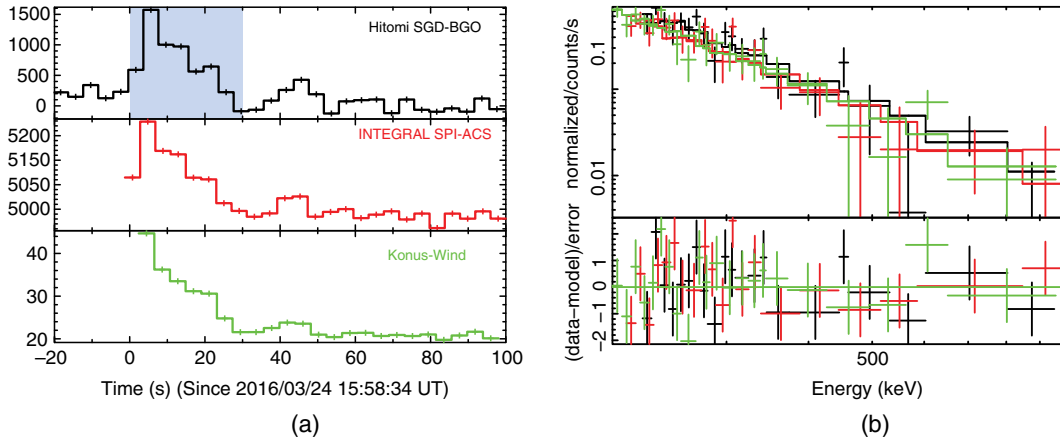 1500
1000
500
0
Hitomi SGD-BGO
5200
5150
5050
5000
INTEGRAL SPI-ACS
40
30
20
Konus-Wind
−20 0 20 40 60 80 100
Time (s) (Since 2016/03/24 15:58:34 UT)
(a)
0.1
0.01
normalized/counts/s
1
0
−1
−2
(data−model)/error
500
Energy (keV)
(b)